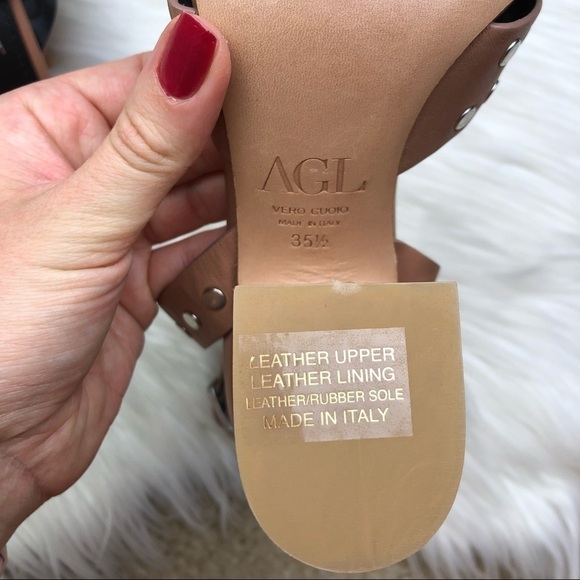 AGL
VERO CUOIO
MADE IN ITALY
35½
LEATHER UPPER
LEATHER LINING
LEATHER/RUBBER SOLE
MADE IN ITALY